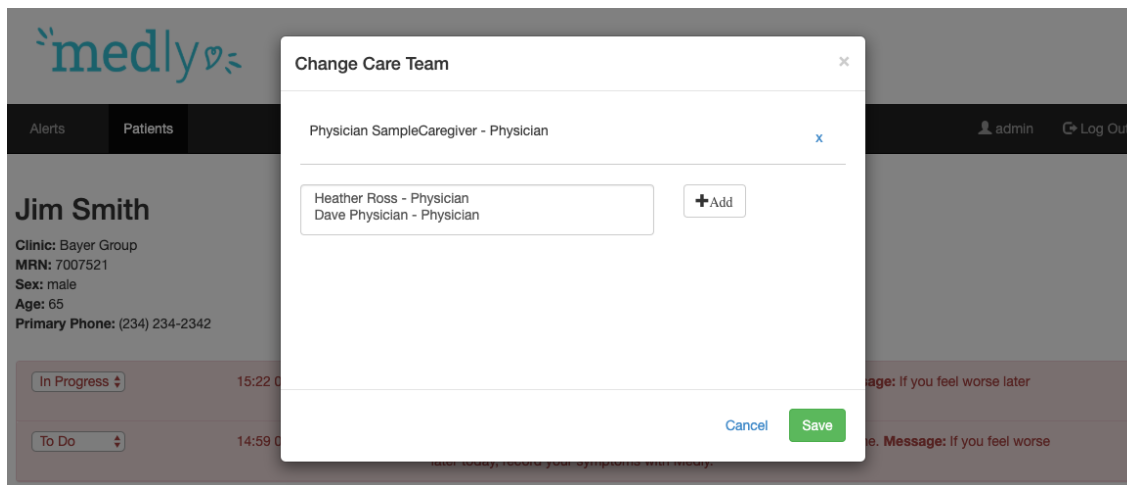 medly
Change Care Team ×
Alerts Patients admin Log Out
Physician SampleCaregiver - Physician x
Heather Ross - Physician
Dave Physician - Physician
Add
Jim Smith
Clinic: Bayer Group
MRN: 7007521
Sex: male
Age: 65
Primary Phone: (234) 234-2342
In Progress 15:22 If you feel worse later
To Do 14:59 Message: If you feel worse
later today, record your symptoms with Medly.
Cancel Save